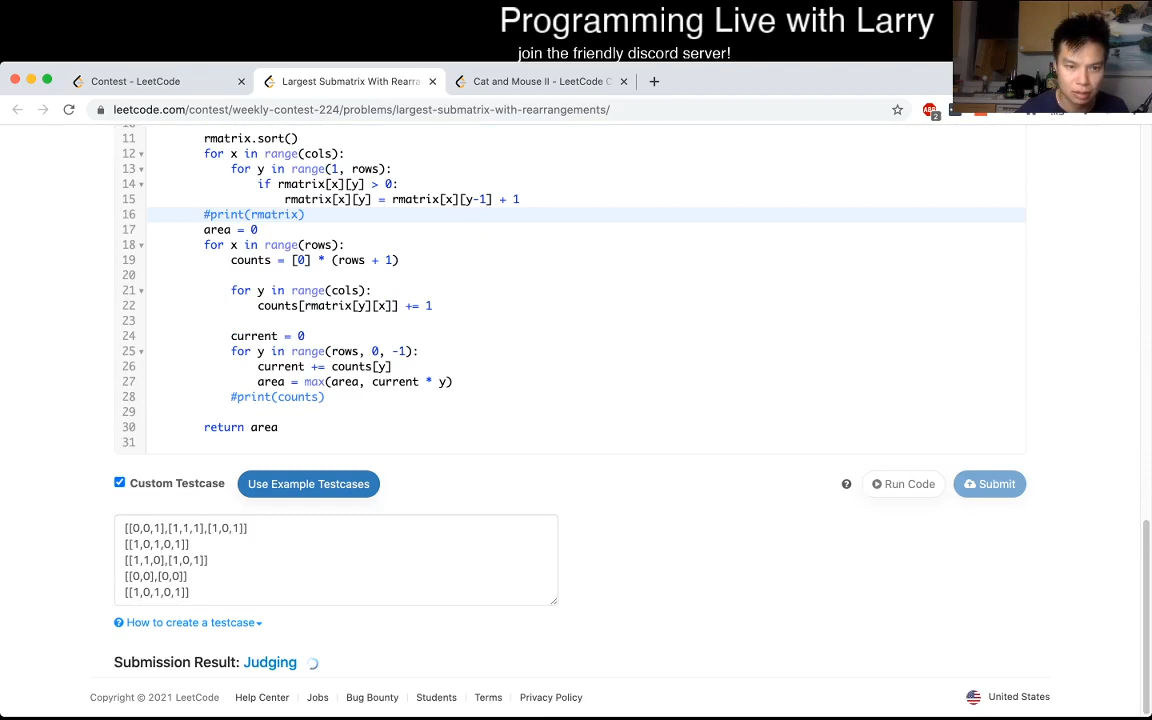 Programming Live with Larry
join the friendly discord server!
Contest - LeetCode
Largest Submatrix With Rearra
Cat and Mouse II - LeetCode C
leetcode.com/contest/weekly-contest-224/problems/largest-submatrix-with-rearrangements/
11 rmatrix.sort()
12 for x in range(cols):
13 for y in range(1, rows):
14 if rmatrix[x][y] > 0:
15 rmatrix[x][y] = rmatrix[x][y-1] + 1
16 #print(rmatrix)
17 area = 0
18 for x in range(rows):
19 counts = [0] * (rows + 1)
20
21 for y in range(cols):
22 counts[rmatrix[y][x]] += 1
23
24 current = 0
25 for y in range(rows, 0, -1):
26 current += counts[y]
27 area = max(area, current * y)
28 #print(counts)
29
30 return area
31
Custom Testcase
Use Example Testcases
? Run Code
Submit
[[0,0,1],[1,1,1],[1,0,1]]
[[1,0,1,0,1]]
[[1,1,0],[1,0,1]]
[[0,0],[0,0]]
[[1,0,1,0,1]]
? How to create a testcase
Submission Result: Judging
Copyright © 2021 LeetCode Help Center Jobs Bug Bounty Students Terms Privacy Policy United States